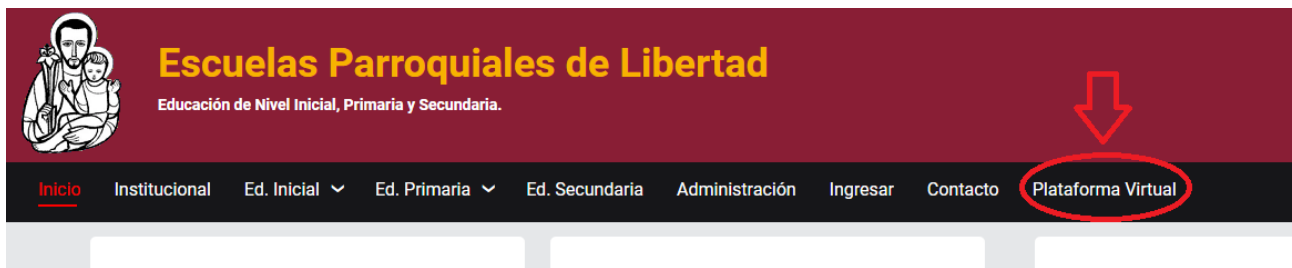 Escuelas Parroquiales de Libertad
Educación de Nivel Inicial, Primaria y Secundaria.
Inicio Institucional Ed. Inicial Ed. Primaria Ed. Secundaria Administración Ingresar Contacto Plataforma Virtual